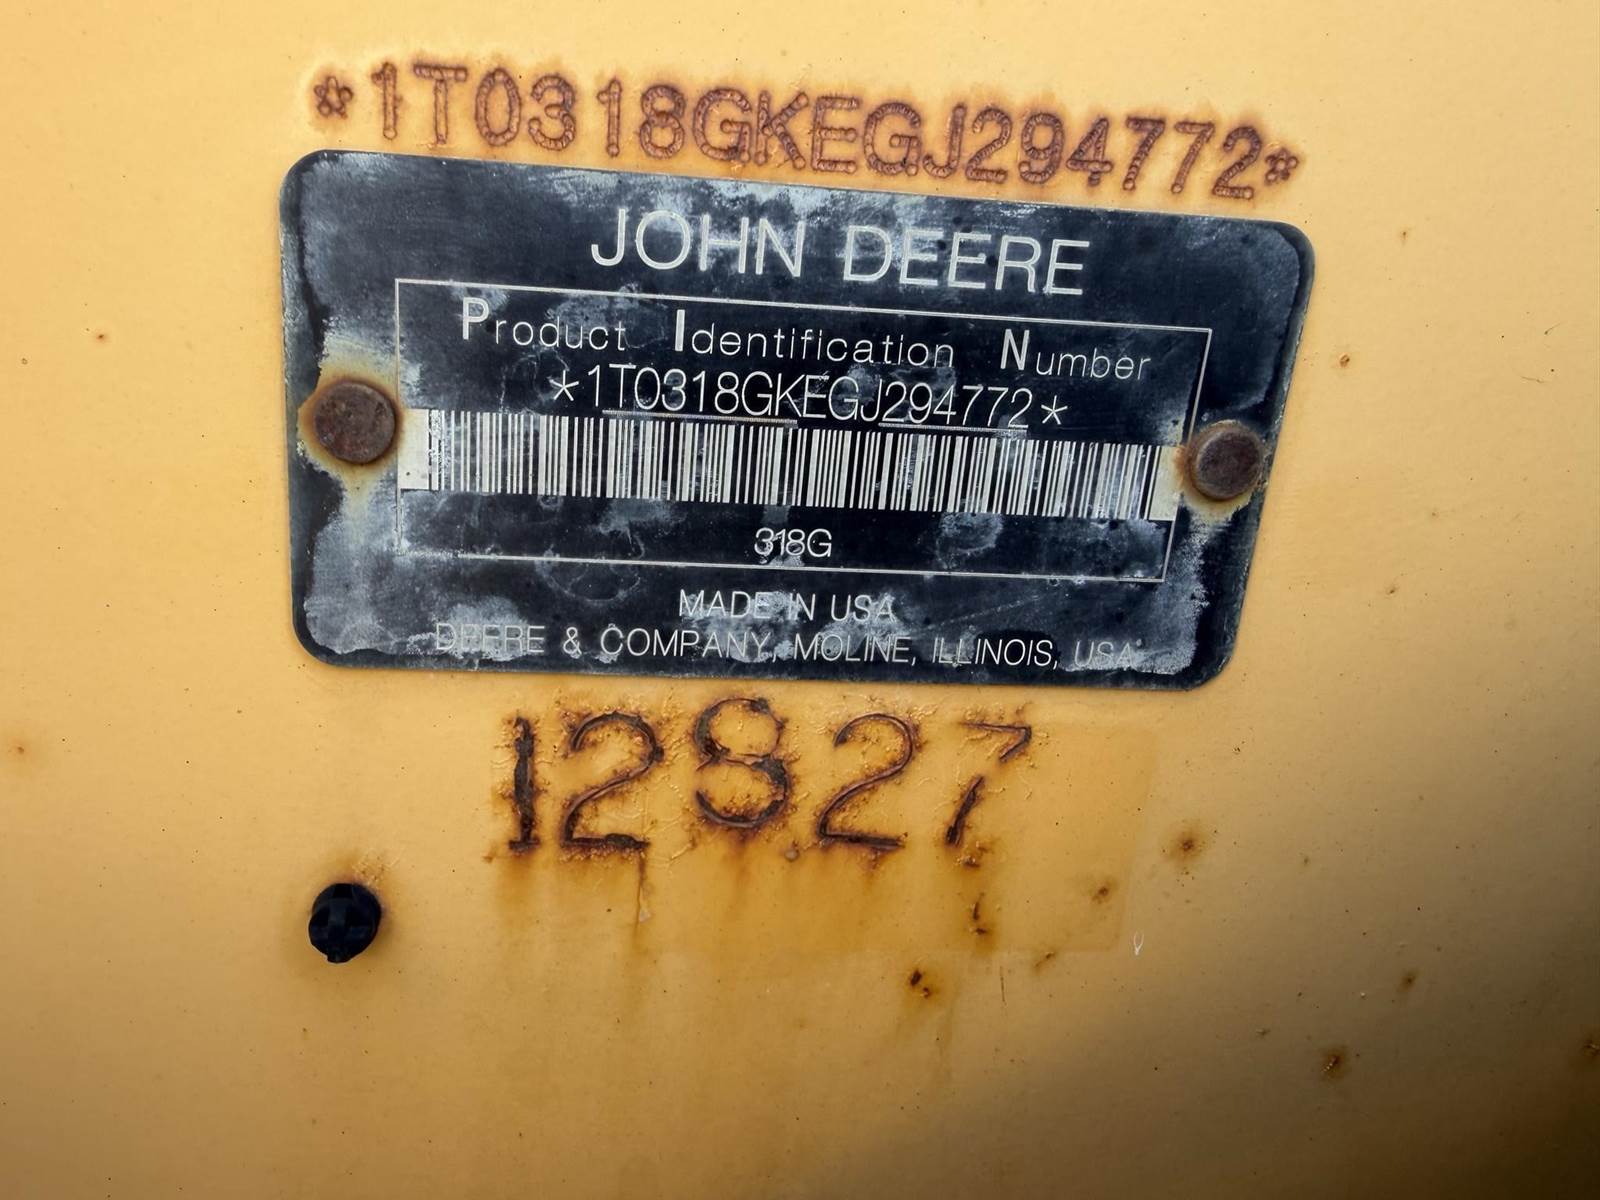 *1T0318GKEGJ294772*
JOHN DEERE
Product Identification Number
*1T0318GKEGJ294772*
318G
MADE IN USA
DEERE & COMPANY, MOLINE, ILLINOIS, USA
12827